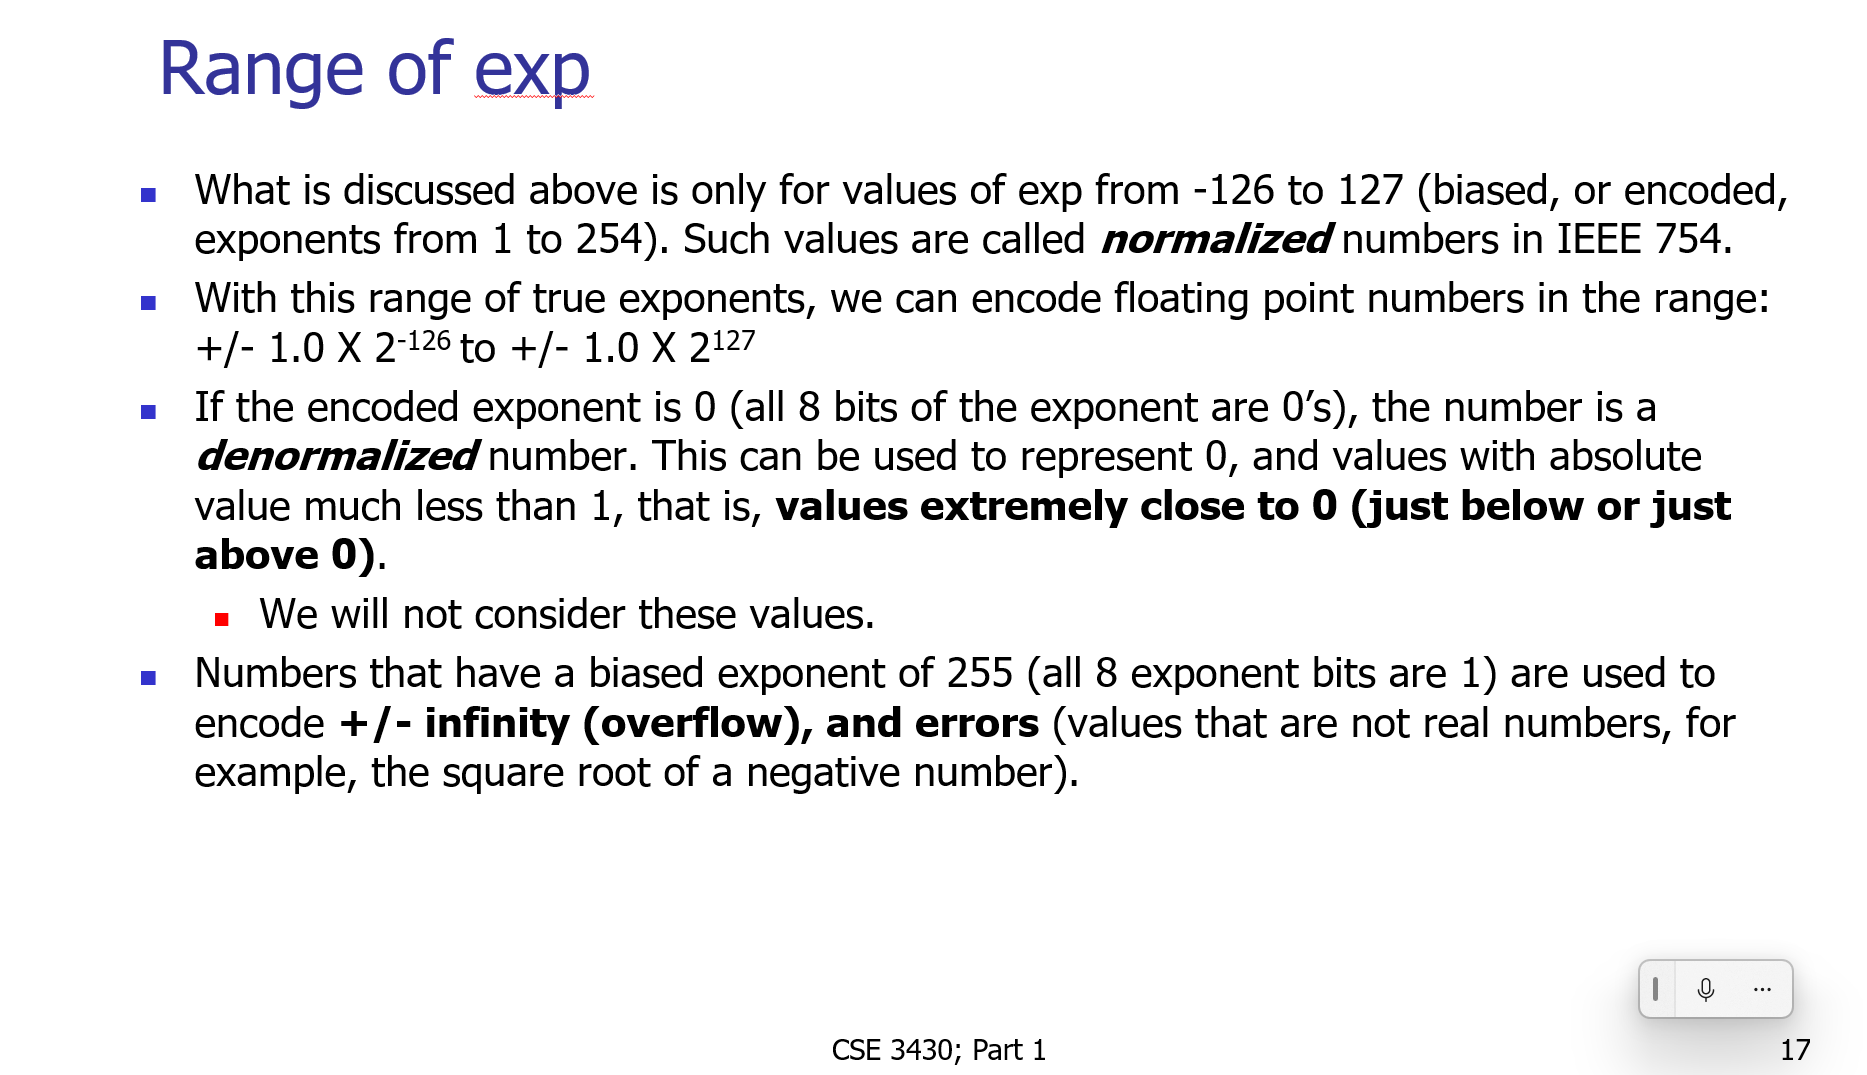 Range of exp
What is discussed above is only for values of exp from -126 to 127 (biased, or encoded,
exponents from 1 to 254). Such values are called normalized numbers in IEEE 754.
With this range of true exponents, we can encode floating point numbers in the range:
+/- 1.0 X 2⁻¹²⁶ to +/- 1.0 X 2¹²⁷
If the encoded exponent is 0 (all 8 bits of the exponent are 0’s), the number is a
denormalized number. This can be used to represent 0, and values with absolute
value much less than 1, that is, values extremely close to 0 (just below or just
above 0).
We will not consider these values.
Numbers that have a biased exponent of 255 (all 8 exponent bits are 1) are used to
encode +/- infinity (overflow), and errors (values that are not real numbers, for
example, the square root of a negative number).
CSE 3430; Part 1
17